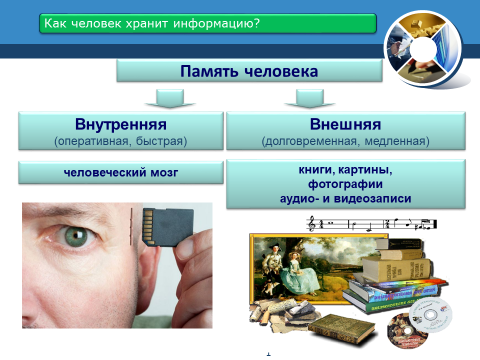 Как человек хранит информацию?
Память человека
Внутренняя
(оперативная, быстрая)
Внешняя
(долговременная, медленная)
человеческий мозг
книги, картины,
фотографии
аудио- и видеозаписи